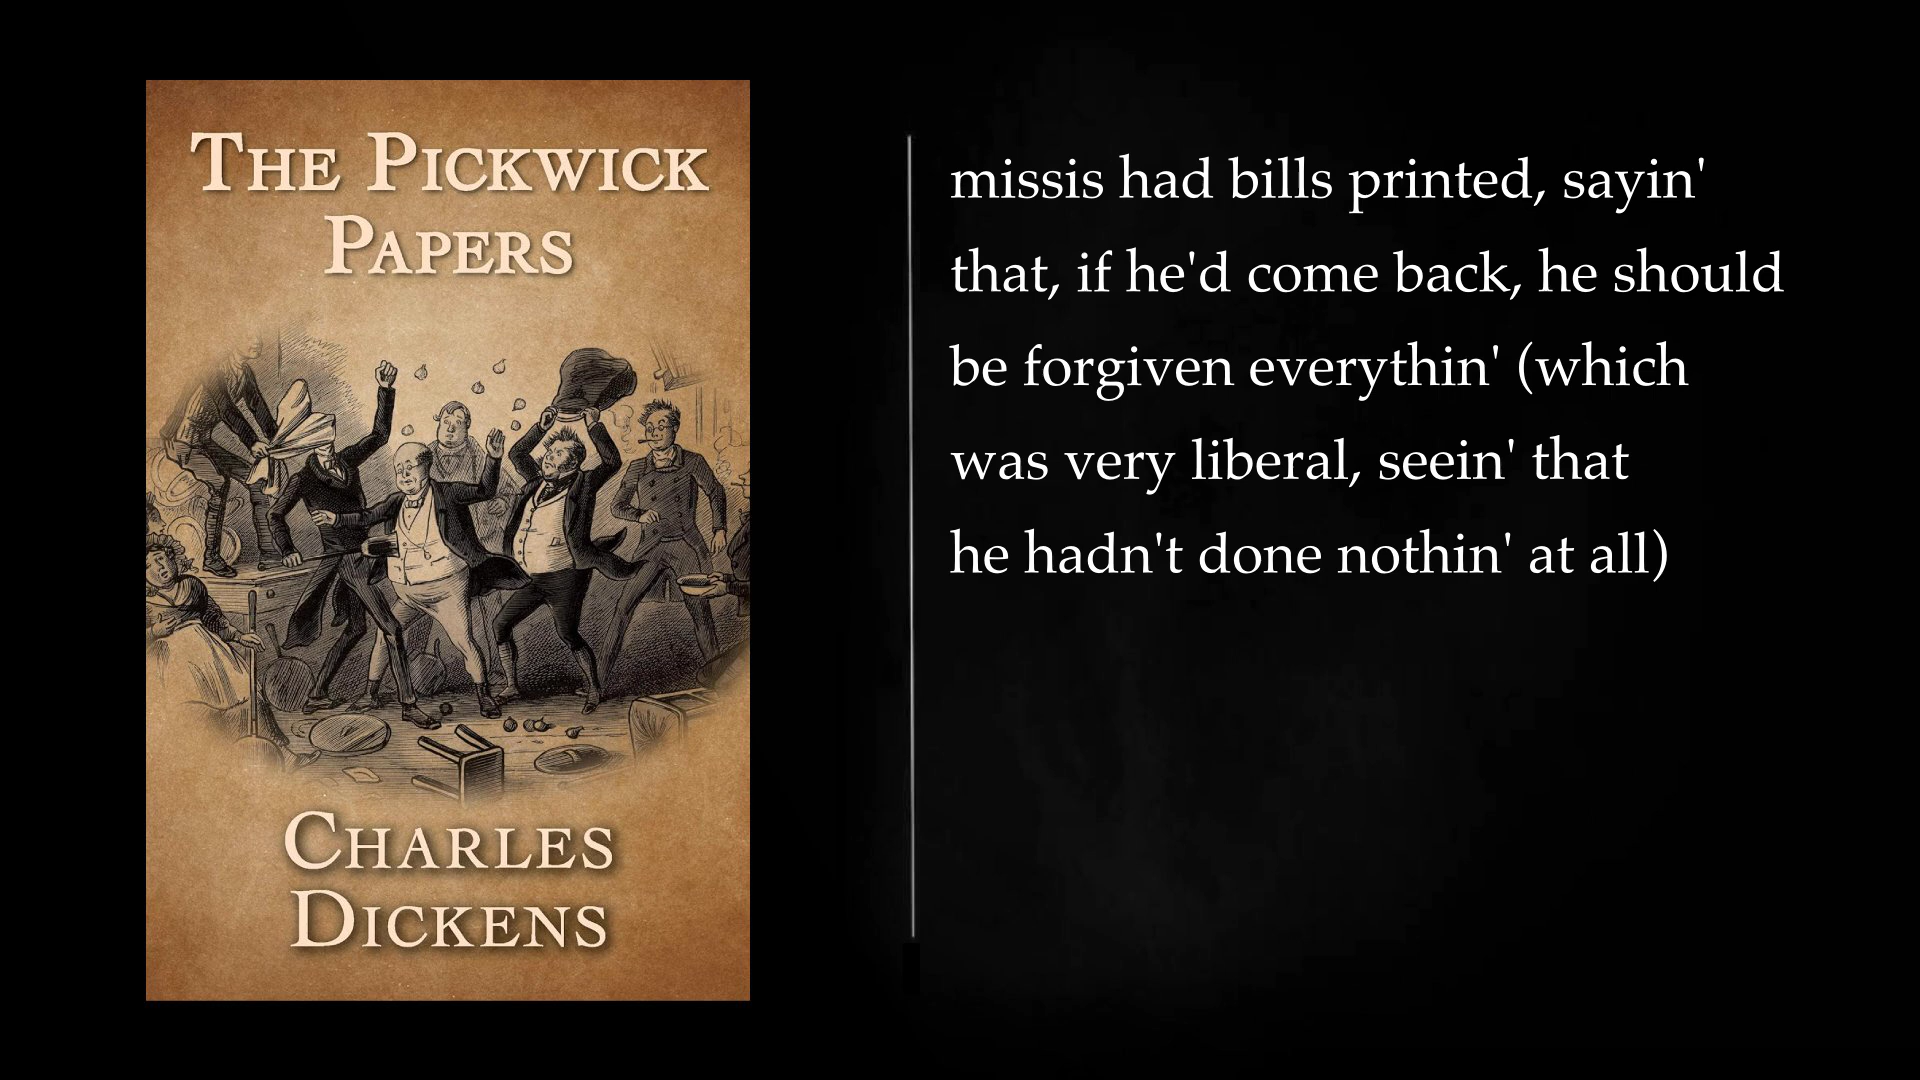 THE PICKWICK
PAPERS
CHARLES
DICKENS
missis had bills printed, sayin'
that, if he'd come back, he should
be forgiven everythin' (which
was very liberal, seein' that
he hadn't done nothin' at all)